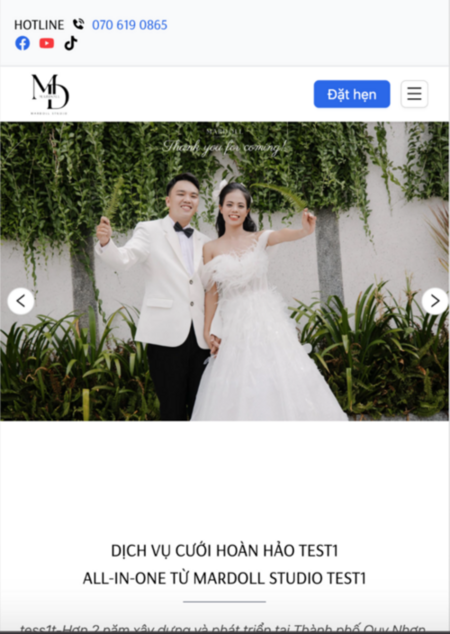 HOTLINE 070 619 0865
MD
MARDOLL STUDIO
Đặt hẹn
MARDOLL
Thank you for coming
DỊCH VỤ CƯỚI HOÀN HẢO TEST1
ALL-IN-ONE TỪ MARDOLL STUDIO TEST1
tess1t-Hơn 2 năm xây dựng và phát triển tại Thành phố Quy Nhơn